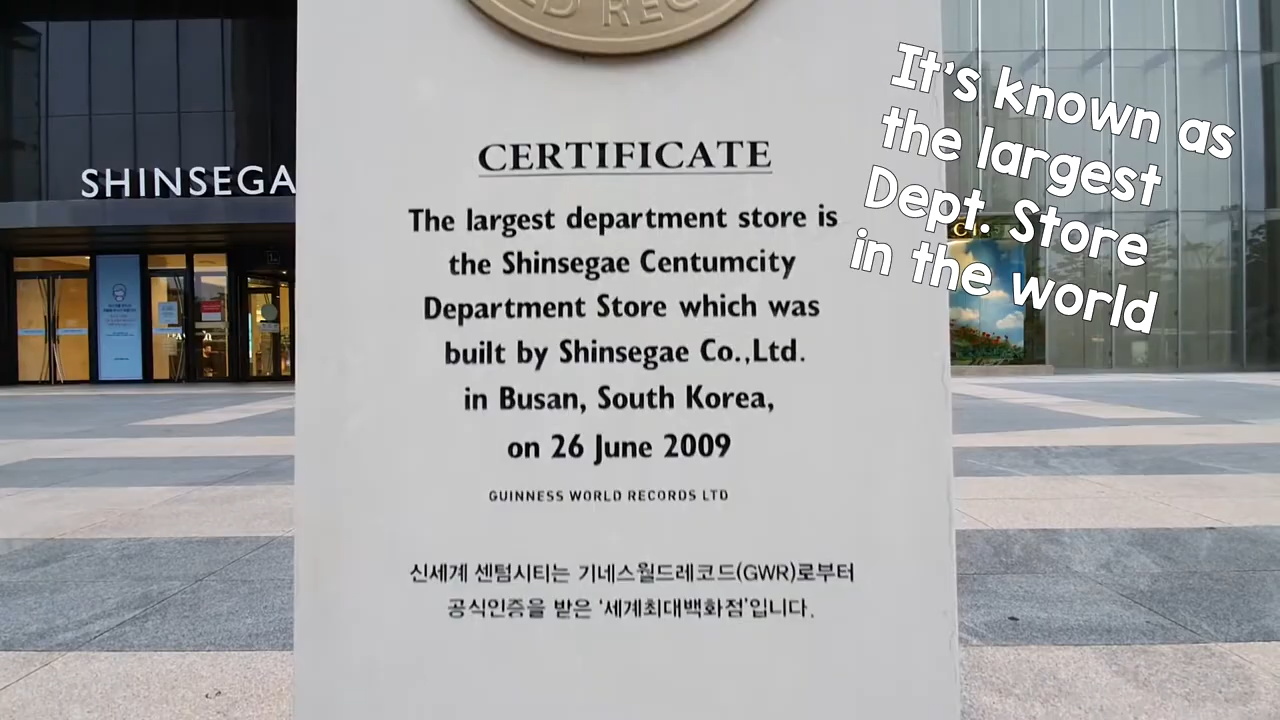 LD REC
SHINSEGA
CERTIFICATE
The largest department store is
the Shinsegae Centumcity
Department Store which was
built by Shinsegae Co.,Ltd.
in Busan, South Korea,
on 26 June 2009
GUINNESS WORLD RECORDS LTD
신세계 센텀시티는 기네스월드레코드(GWR)로부터
공식인증을 받은 '세계최대백화점'입니다.
It's known as
the largest
Dept. Store
in the world